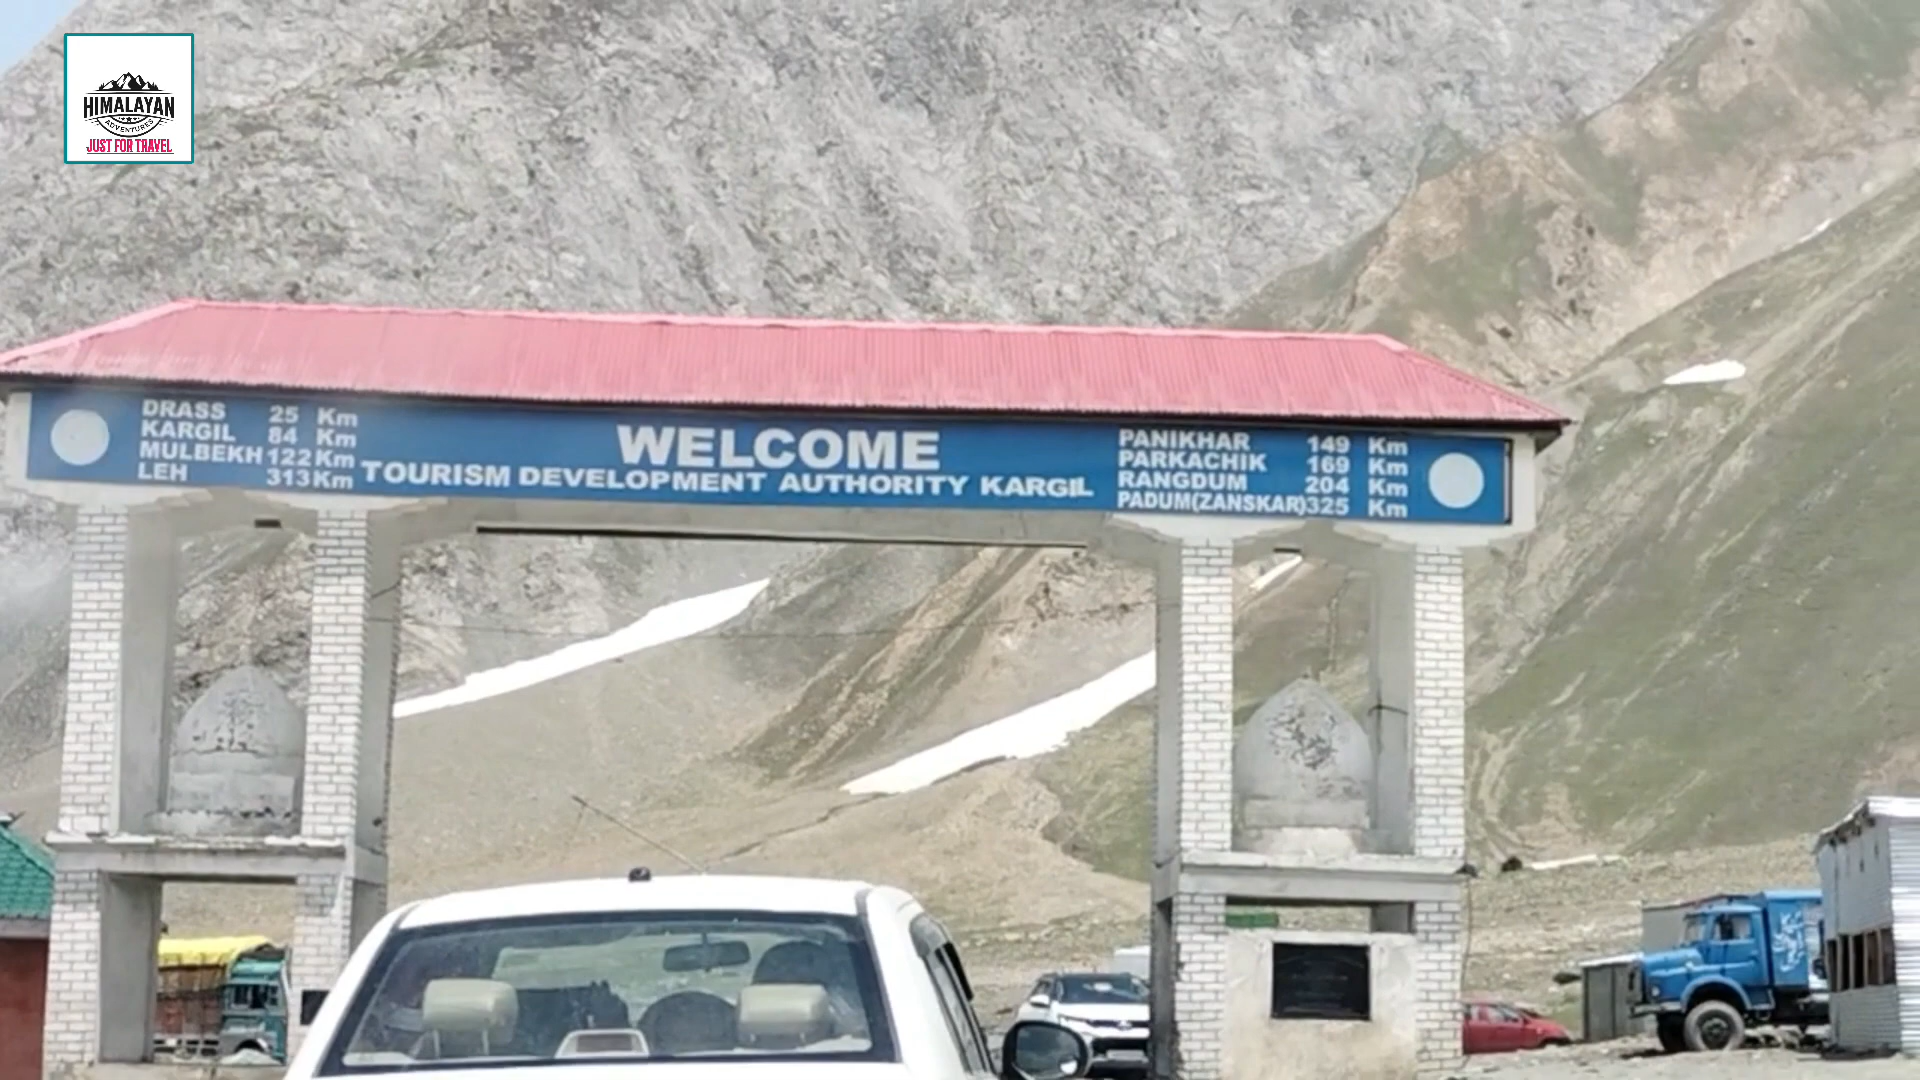 HIMALAYAN
ADVENTURES
JUST FOR TRAVEL
DRASS 25 Km
KARGIL 84 Km
MULBEKH 122 Km
LEH 313 Km
WELCOME
TOURISM DEVELOPMENT AUTHORITY KARGIL
PANIKHAR 149 Km
PARKACHIK 169 Km
RANGDUM 204 Km
PADUM(ZANSKAR) 325 Km